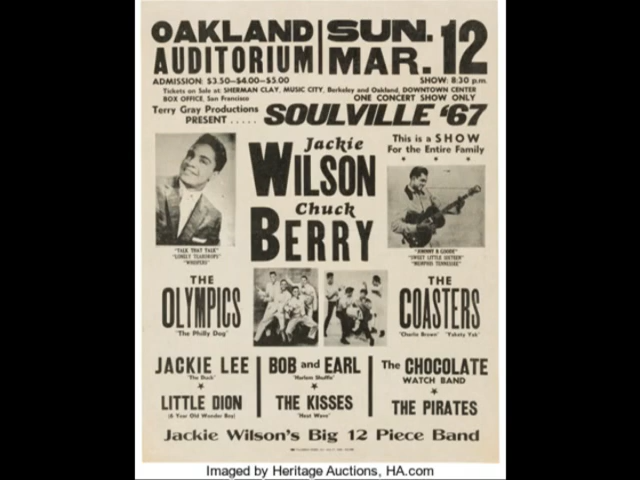 OAKLAND AUDITORIUM
SUN. MAR. 12
ADMISSION: $3.50—$4.00—$5.00
SHOW: 8:30 p.m.
Tickets on Sale at: SHERMAN CLAY, MUSIC CITY, Berkeley and Oakland, DOWNTOWN CENTER
BOX OFFICE, San Francisco
ONE CONCERT SHOW ONLY
Terry Gray Productions
PRESENT .....
SOULVILLE '67
Jackie
WILSON
Chuck
BERRY
This is a SHOW
For the Entire Family
"TALK THAT TALK"
"LONELY TEARDROPS"
"WHISPERS"
"JOHNNY B GOODE"
"SWEET LITTLE SIXTEEN"
"MEMPHIS TENNESSEE"
THE
OLYMPICS
"The Philly Dog"
THE
COASTERS
"Charlie Brown" "Yakety Yak"
JACKIE LEE
"The Duck"
LITTLE DION
(8 Year Old Wonder Boy)
BOB and EARL
"Harlem Shuffle"
THE KISSES
"Heat Wave"
The CHOCOLATE
WATCH BAND
THE PIRATES
Jackie Wilson's Big 12 Piece Band
Imaged by Heritage Auctions, HA.com